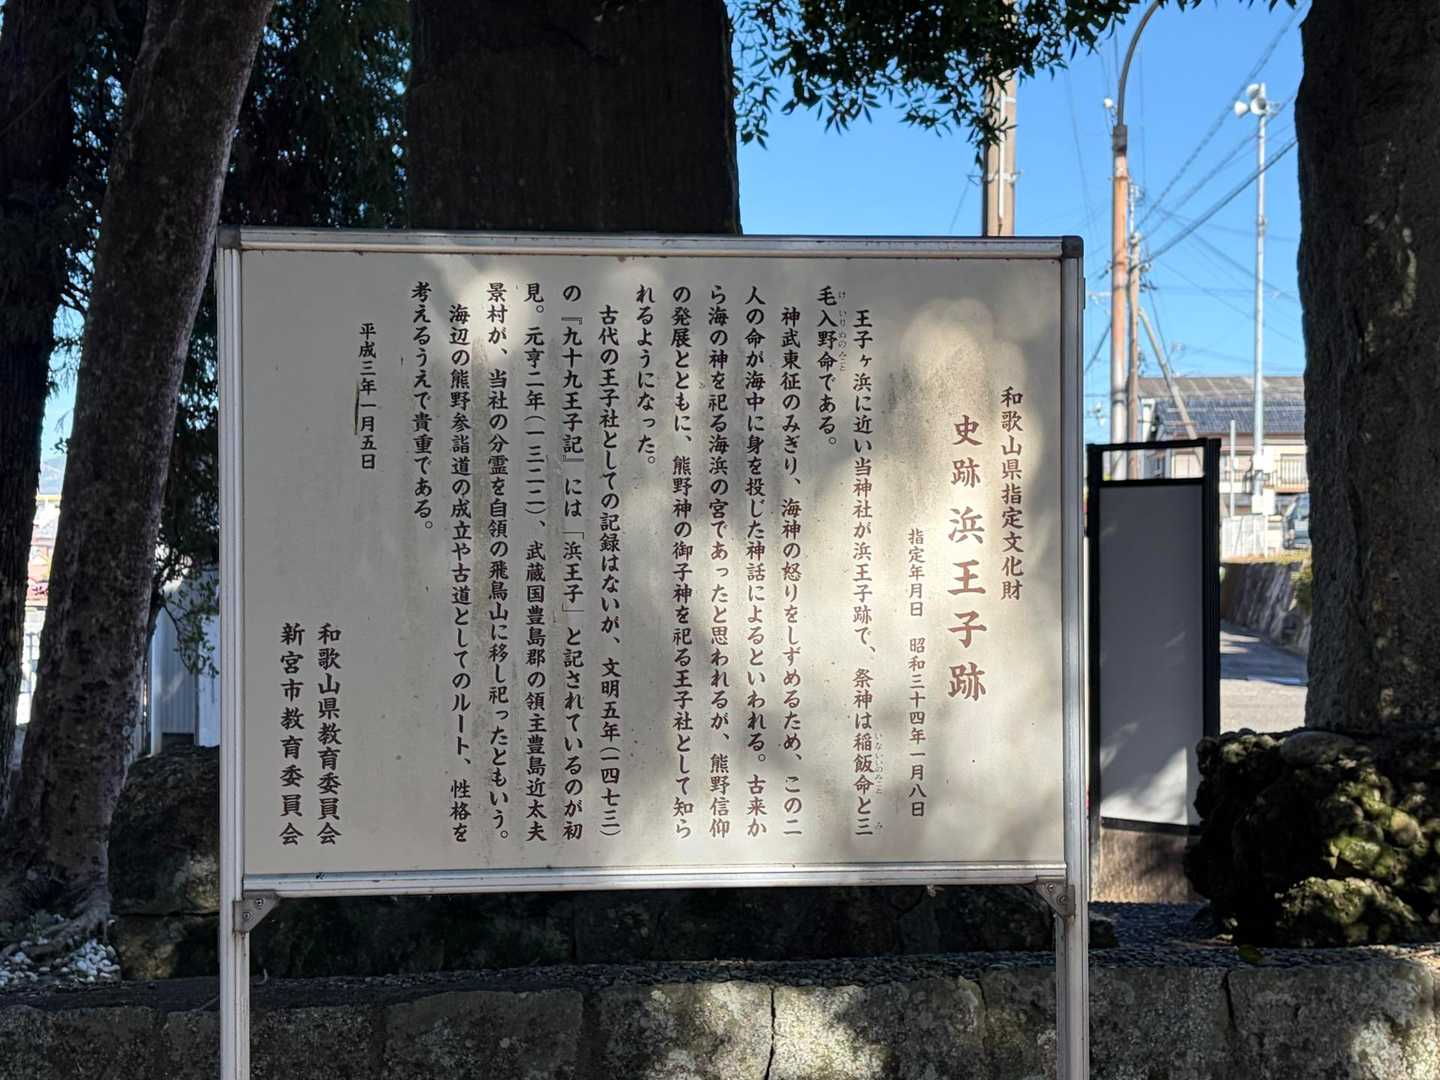 和歌山県指定文化財
史跡 浜王子跡
指定年月日 昭和三十四年一月八日
王子ヶ浜に近い当神社が浜王子跡で、祭神は稲飯命と三
毛入野命である。
神武東征のみぎり、海神の怒りをしずめるため、この二
人の命が海中に身を投じた神話によるといわれる。古来か
ら海の神を祀る海浜の宮であったと思われるが、熊野信仰
の発展とともに、熊野神の御子神を祀る王子社として知ら
れるようになった。
古代の王子社としての記録はないが、文明五年(一四七三)
の『九十九王子記』には「浜王子」と記されているのが初
見。元亨二年(一三二二)、武蔵国豊島郡の領主豊島近太夫
景村が、当社の分霊を自領の飛鳥山に移し祀ったともいう。
海辺の熊野参詣道の成立や古道としてのルート、性格を
考えるうえで貴重である。
平成三年一月五日
和歌山県教育委員会
新宮市教育委員会